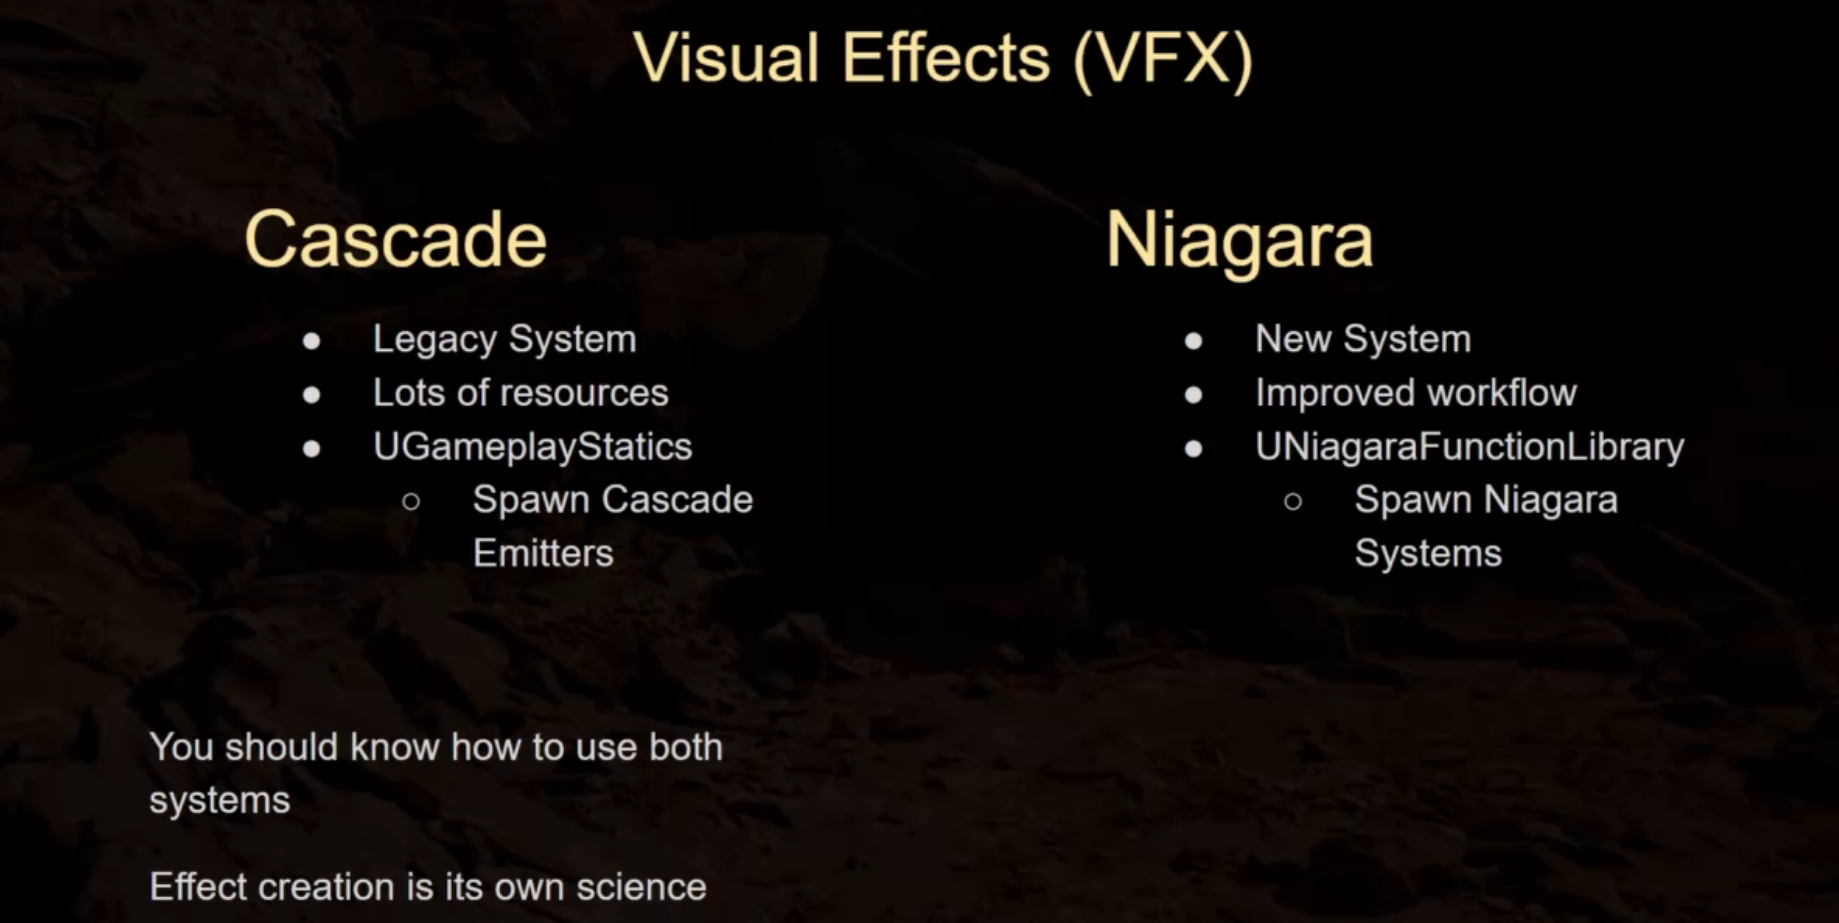 Visual Effects (VFX)
Cascade
● Legacy System
● Lots of resources
● UGameplayStatics
○ Spawn Cascade
Emitters
Niagara
● New System
● Improved workflow
● UNiagaraFunctionLibrary
○ Spawn Niagara
Systems
You should know how to use both
systems
Effect creation is its own science